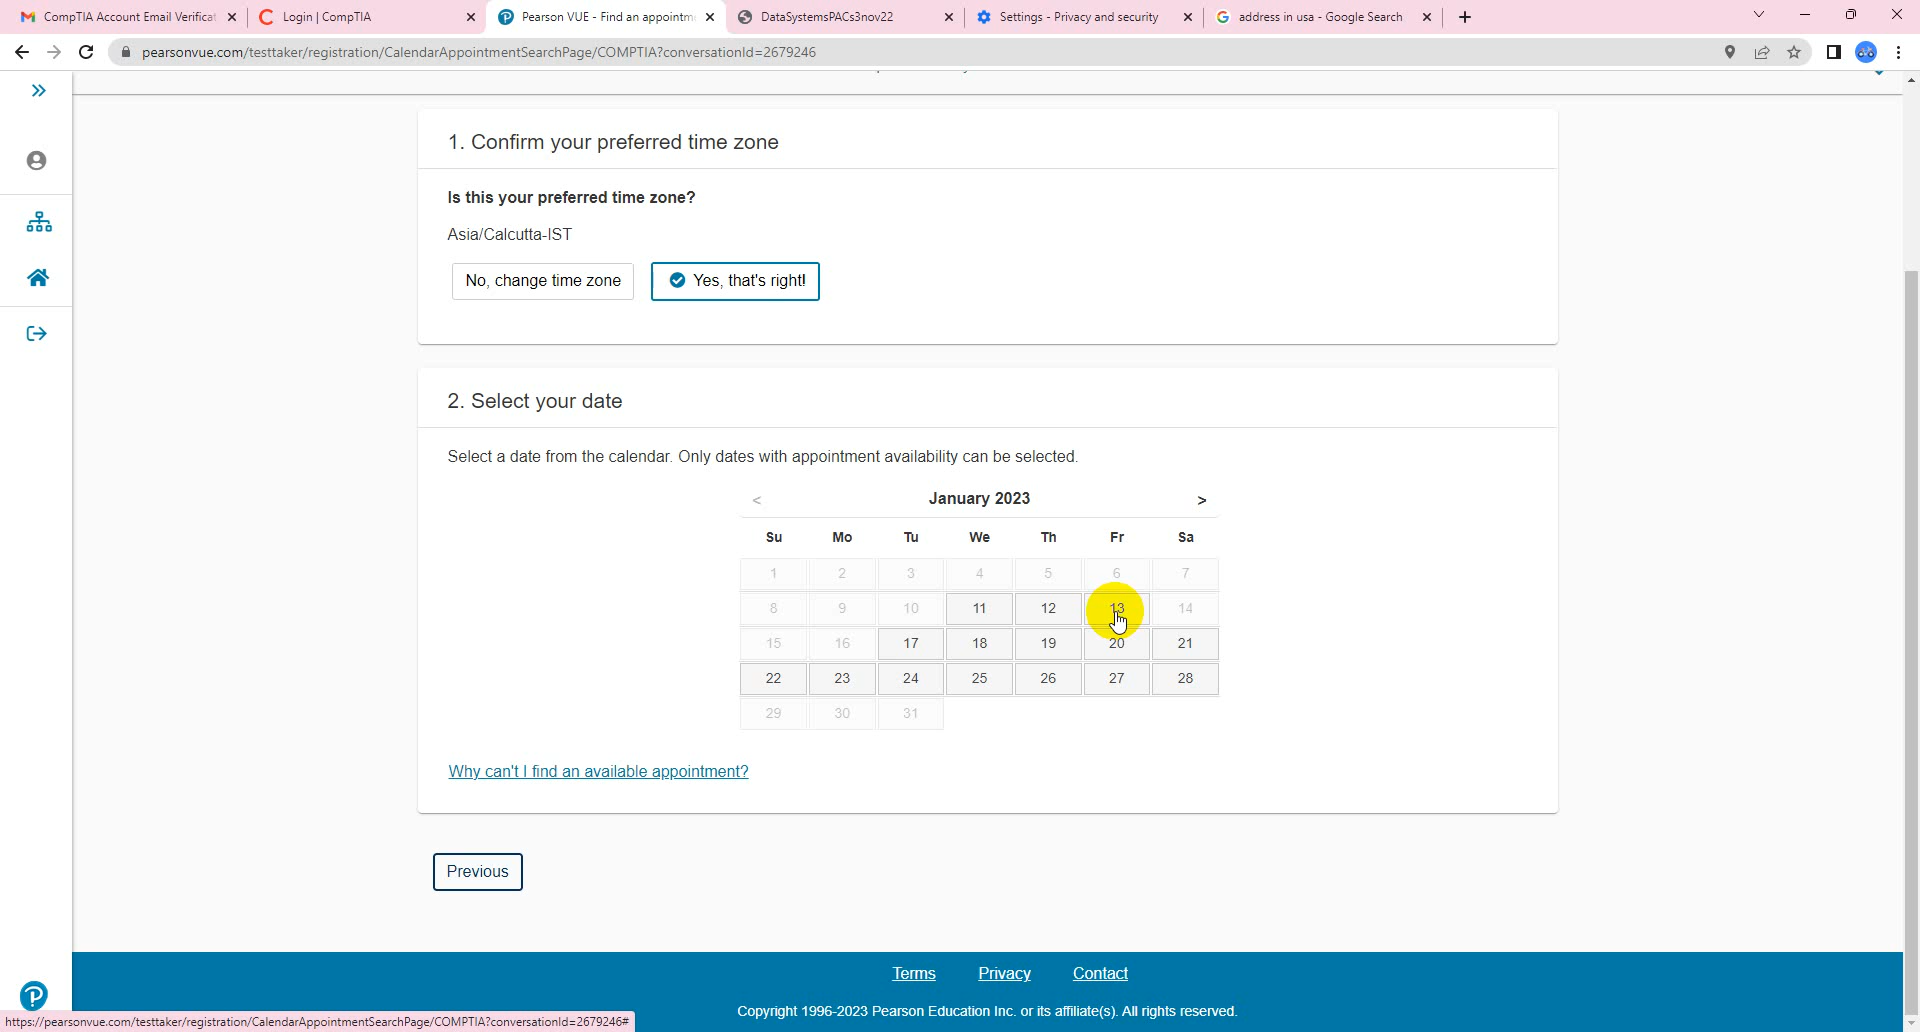 CompTIA Account Email Verificat
Login | CompTIA
Pearson VUE - Find an appointm
DataSystemsPACs3nov22
Settings - Privacy and security
address in usa - Google Search
pearsonvue.com/testtaker/registration/CalendarAppointmentSearchPage/COMPTIA?conversationId=2679246
1. Confirm your preferred time zone
Is this your preferred time zone?
Asia/Calcutta-IST
No, change time zone
Yes, that's right!
2. Select your date
Select a date from the calendar. Only dates with appointment availability can be selected.
< January 2023 >
Su Mo Tu We Th Fr Sa
1 2 3 4 5 6 7
8 9 10 11 12 13 14
15 16 17 18 19 20 21
22 23 24 25 26 27 28
29 30 31
Why can't I find an available appointment?
Previous
Terms Privacy Contact
Copyright 1996-2023 Pearson Education Inc. or its affiliate(s). All rights reserved.
https://pearsonvue.com/testtaker/registration/CalendarAppointmentSearchPage/COMPTIA?conversationId=2679246#